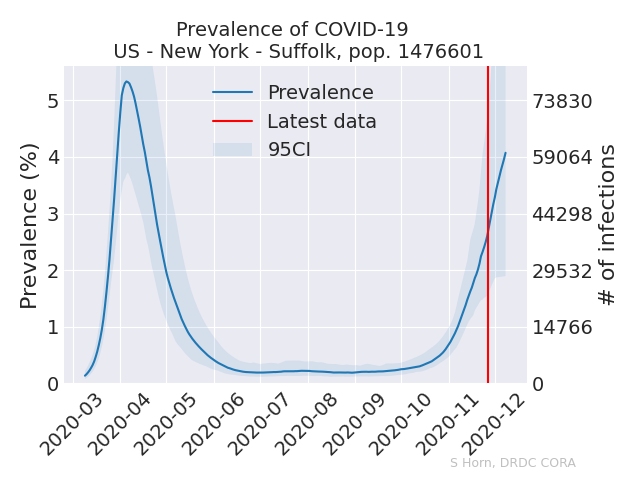 Prevalence of COVID-19
US - New York - Suffolk, pop. 1476601
Prevalence
Latest data
95CI
Prevalence (%)
5
4
3
2
1
0
73830
59064
44298
29532
14766
0
# of infections
2020-03
2020-04
2020-05
2020-06
2020-07
2020-08
2020-09
2020-10
2020-11
2020-12
S Horn, DRDC CORA